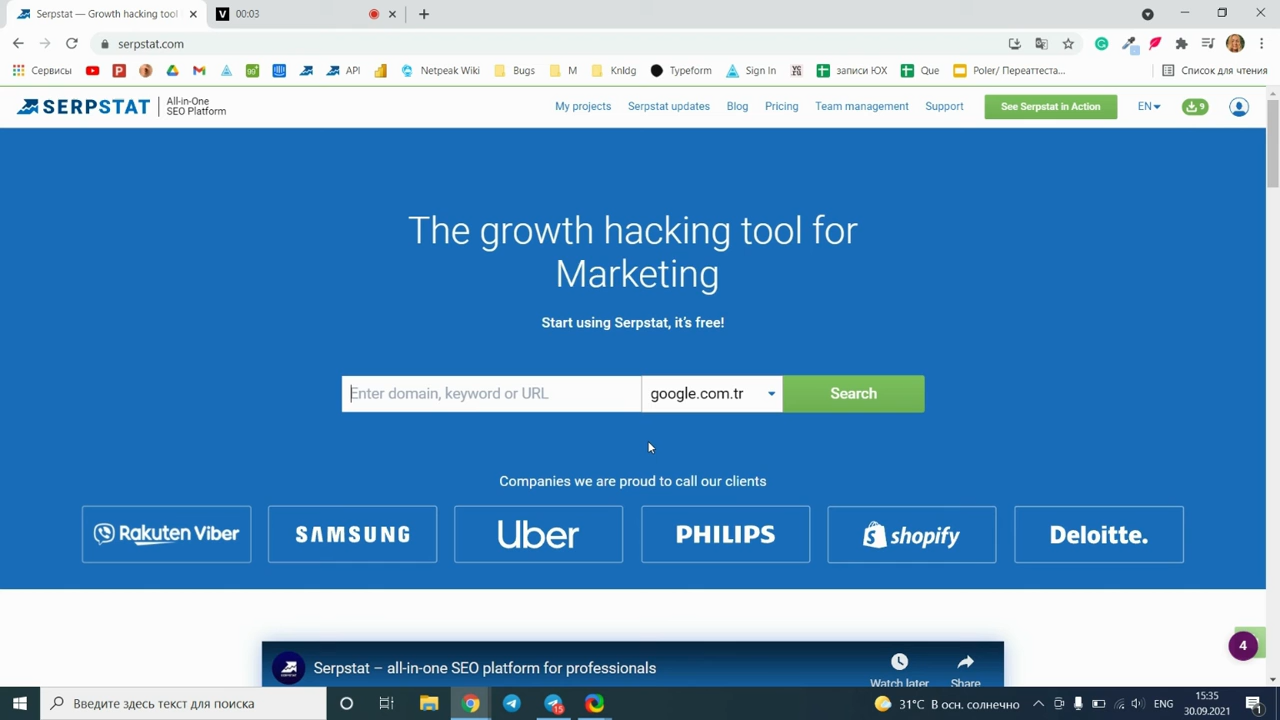 Serpstat — Growth hacking tool
V 00:03
serpstat.com
Сервисы
API
Netpeak Wiki
Bugs
M
Knldg
Typeform
Sign In
записи ЮХ
Que
Poler/ Переаттеста...
Список для чтения
SERPSTAT
All-in-One
SEO Platform
My projects
Serpstat updates
Blog
Pricing
Team management
Support
See Serpstat in Action
EN
9
The growth hacking tool for
Marketing
Start using Serpstat, it's free!
Enter domain, keyword or URL
google.com.tr
Search
Companies we are proud to call our clients
Rakuten Viber
SAMSUNG
Uber
PHILIPS
shopify
Deloitte.
Serpstat – all-in-one SEO platform for professionals
Watch later
Share
4
Введите здесь текст для поиска
15
31°C В осн. солнечно
ENG
15:35
30.09.2021
1